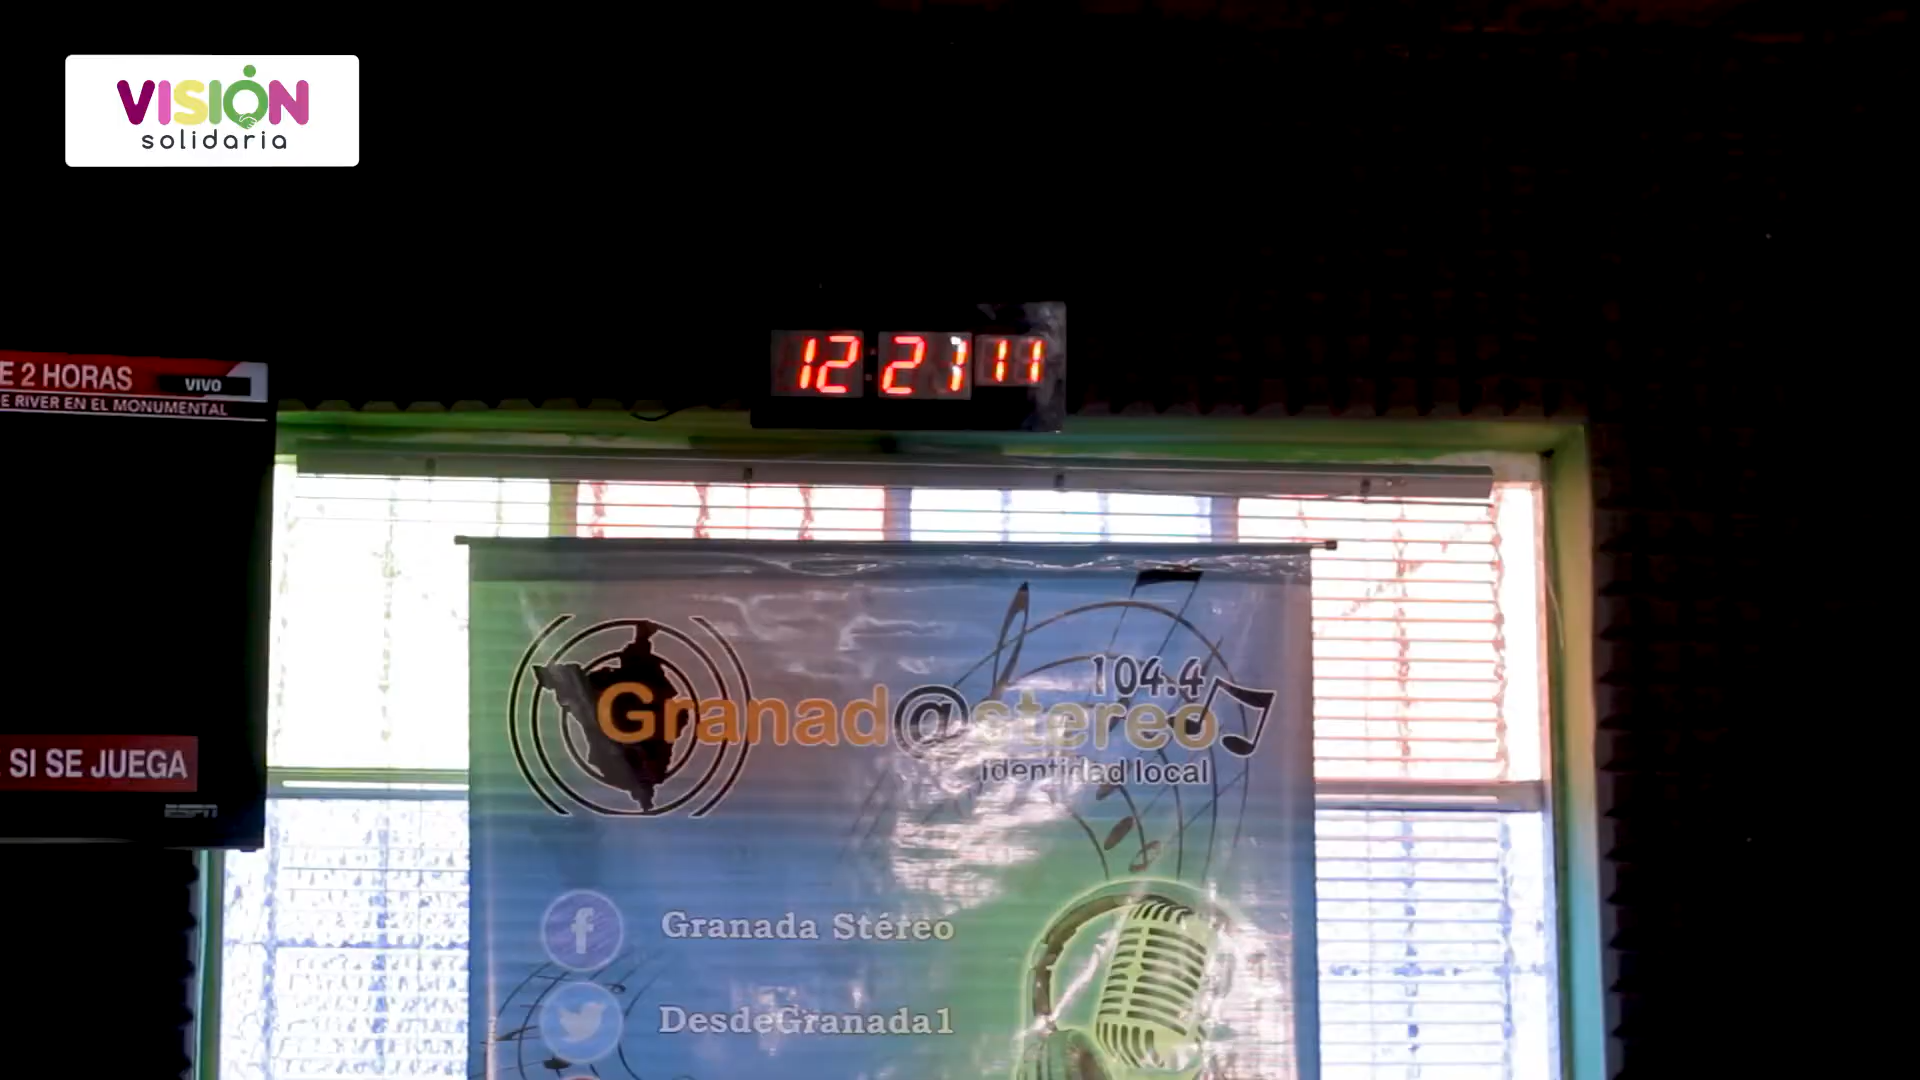 VISIÓN
solidaria
12:21 11
E 2 HORAS
VIVO
E RIVER EN EL MONUMENTAL
SI SE JUEGA
ESPN
104.4
Granad@stereo
identidad local
Granada Stéreo
DesdeGranada1